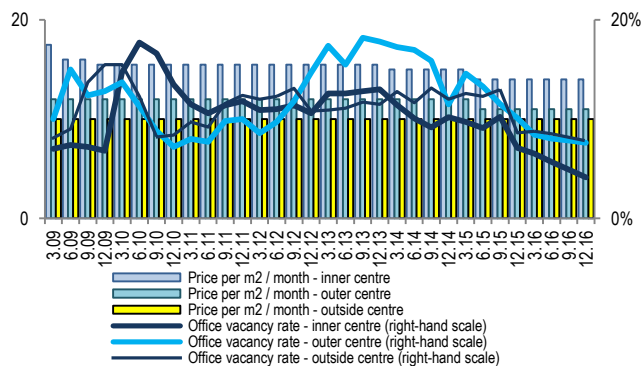 20 20%
0 0%
3.09 6.09 9.09 12.09 3.10 6.10 9.10 12.10 3.11 6.11 9.11 12.11 3.12 6.12 9.12 12.12 3.13 6.13 9.13 12.13 3.14 6.14 9.14 12.14 3.15 6.15 9.15 12.15 3.16 6.16 9.16 12.16
Price per m2 / month - inner centre
Price per m2 / month - outer centre
Price per m2 / month - outside centre
Office vacancy rate - inner centre (right-hand scale)
Office vacancy rate - outer centre (right-hand scale)
Office vacancy rate - outside centre (right-hand scale)